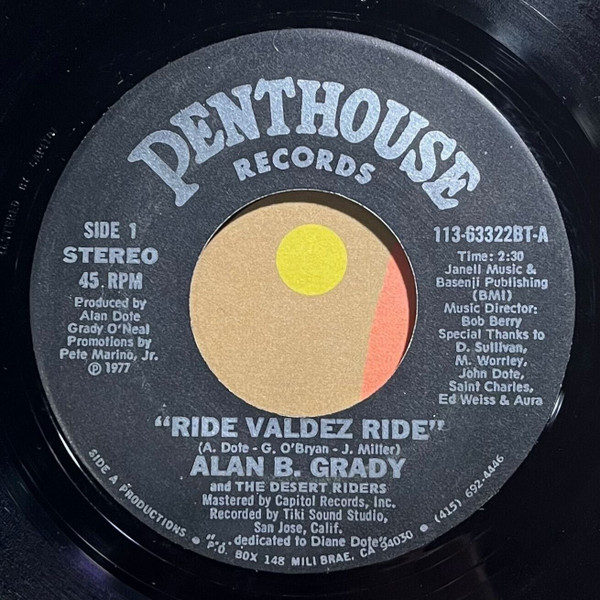 PENTHOUSE
RECORDS
SIDE 1
STEREO
45 RPM
Produced by
Alan Dote
Grady O'Neal
Promotions by
Pete Marino, Jr.
Ⓟ 1977
113-63322BT-A
Time: 2:30
Janell Music &
Basenji Publishing
(BMI)
Music Director:
Bob Berry
Special Thanks to
D. Sullivan,
M. Worrley,
John Dote,
Saint Charles,
Ed Weiss & Aura
"RIDE VALDEZ RIDE"
(A. Dote - G. O'Bryan - J. Miller)
ALAN B. GRADY
and THE DESERT RIDERS
Mastered by Capitol Records, Inc.
Recorded by Tiki Sound Studio,
San Jose, Calif.
"...dedicated to Diane Dote"
SIDE A PRODUCTIONS • P.O. BOX 148 MILI BRAE, CA 94030 • (415) 692-4446